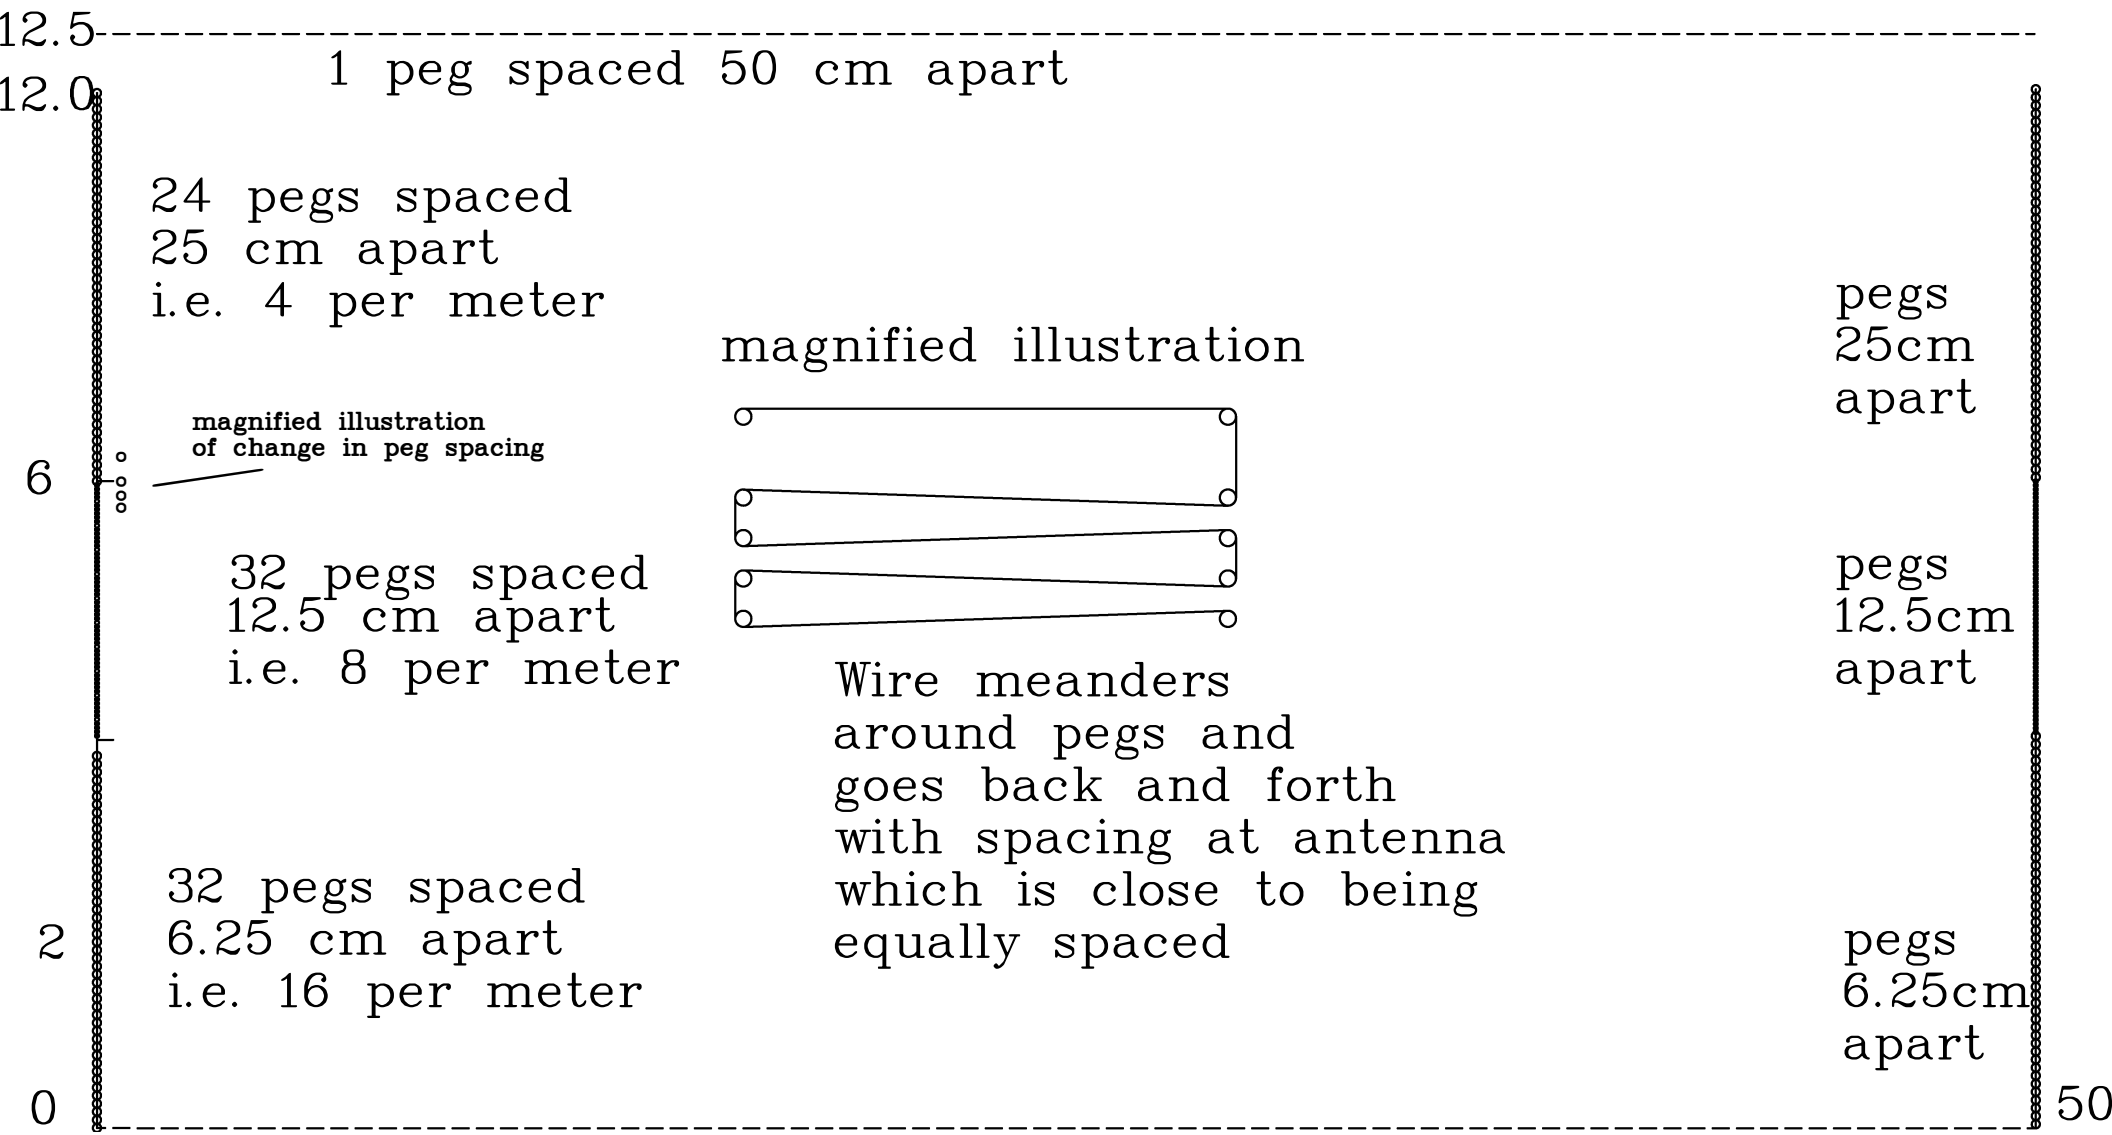 12.5
1 peg spaced 50 cm apart
12.0
24 pegs spaced
25 cm apart
i.e. 4 per meter
pegs
25cm
apart
magnified illustration
magnified illustration
of change in peg spacing
6
32 pegs spaced
12.5 cm apart
i.e. 8 per meter
pegs
12.5cm
apart
Wire meanders
around pegs and
goes back and forth
with spacing at antenna
which is close to being
equally spaced
32 pegs spaced
6.25 cm apart
i.e. 16 per meter
2
pegs
6.25cm
apart
0
50